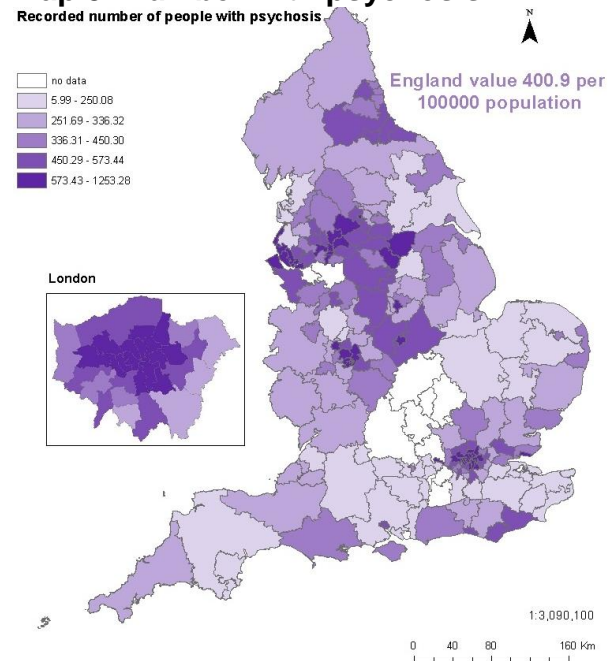 Recorded number of people with psychosis
N
no data
5.99 - 250.08
251.69 - 336.32
336.31 - 450.30
450.29 - 573.44
573.43 - 1253.28
England value 400.9 per
100000 population
London
1:3,090,100
0 40 80 160 Km